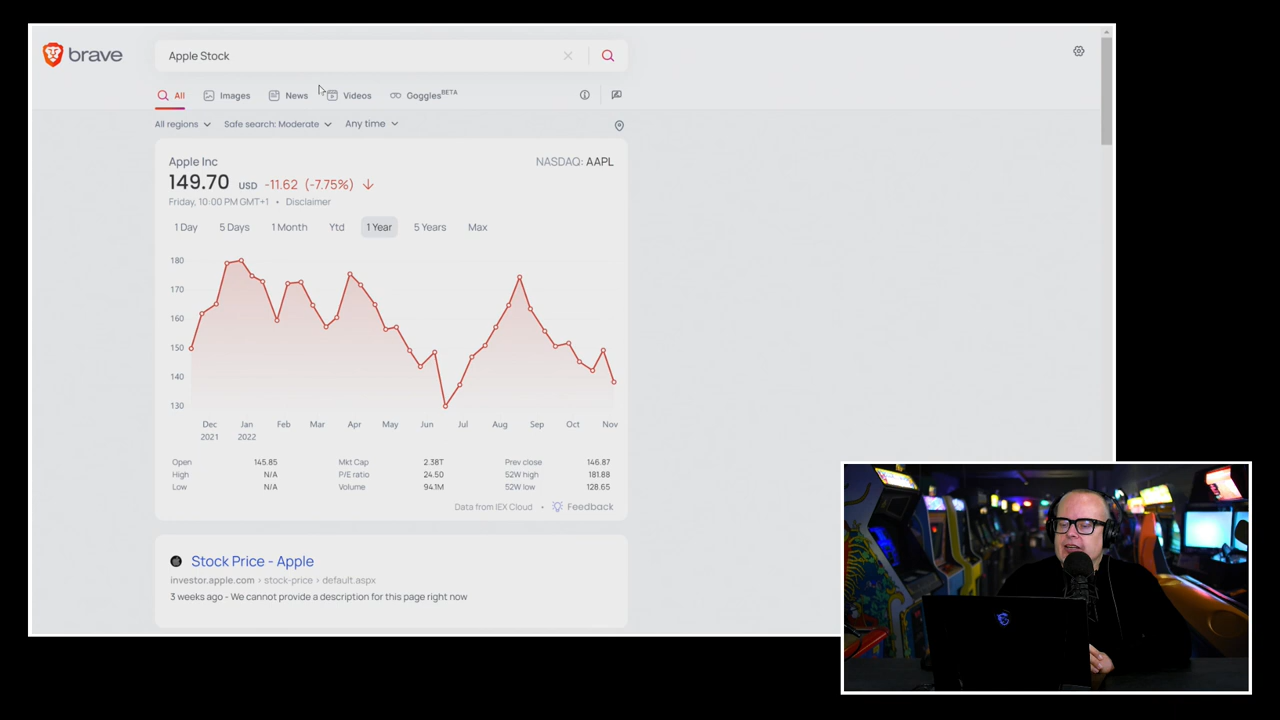 brave
Apple Stock
All Images News Videos Goggles BETA
All regions Safe search: Moderate Any time
Apple Inc NASDAQ: AAPL
149.70 USD -11.62 (-7.75%) ↓
Friday, 10:00 PM GMT+1 • Disclaimer
1 Day 5 Days 1 Month Ytd 1 Year 5 Years Max
180
170
160
150
140
130
Dec Jan Feb Mar Apr May Jun Jul Aug Sep Oct Nov
2021 2022
Open 145.85 Mkt Cap 2.38T Prev close 146.87
High N/A P/E ratio 24.50 52W high 181.88
Low N/A Volume 94.1M 52W low 128.65
Data from IEX Cloud • Feedback
Stock Price - Apple
investor.apple.com › stock-price › default.aspx
3 weeks ago - We cannot provide a description for this page right now